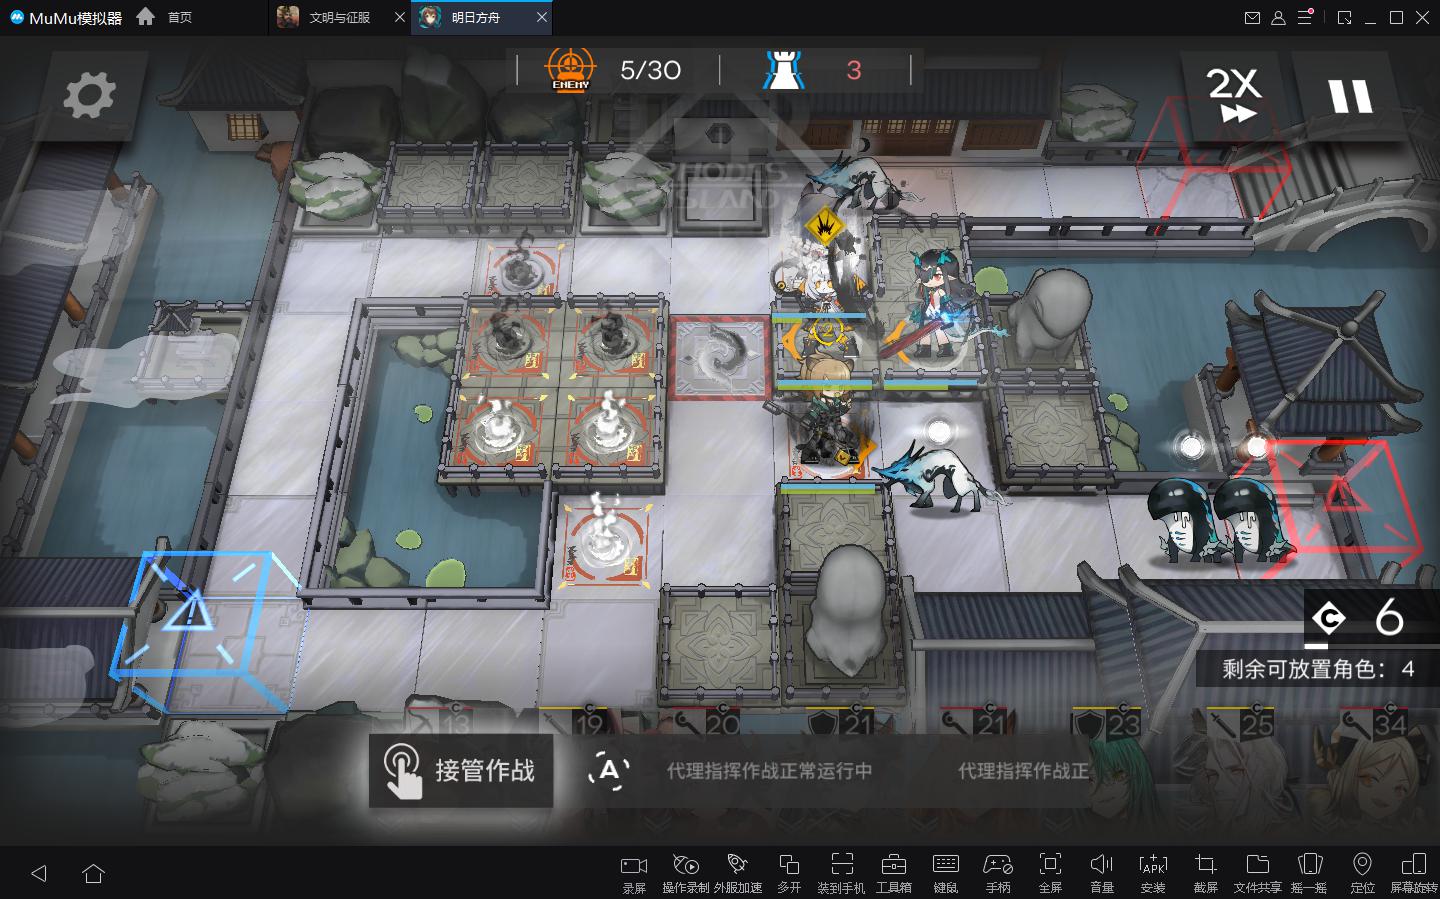 MuMu模拟器
首页
文明与征服
明日方舟
ENEMY
5/30
3
2X
RHODES
ISLAND
C 6
剩余可放置角色：4
13
19
20
21
21
23
25
34
接管作战
A
代理指挥作战正常运行中
代理指挥作战正
录屏
操作录制
外服加速
多开
装到手机
工具箱
键鼠
手柄
全屏
音量
APK
安装
截屏
文件共享
摇一摇
定位
屏幕旋转